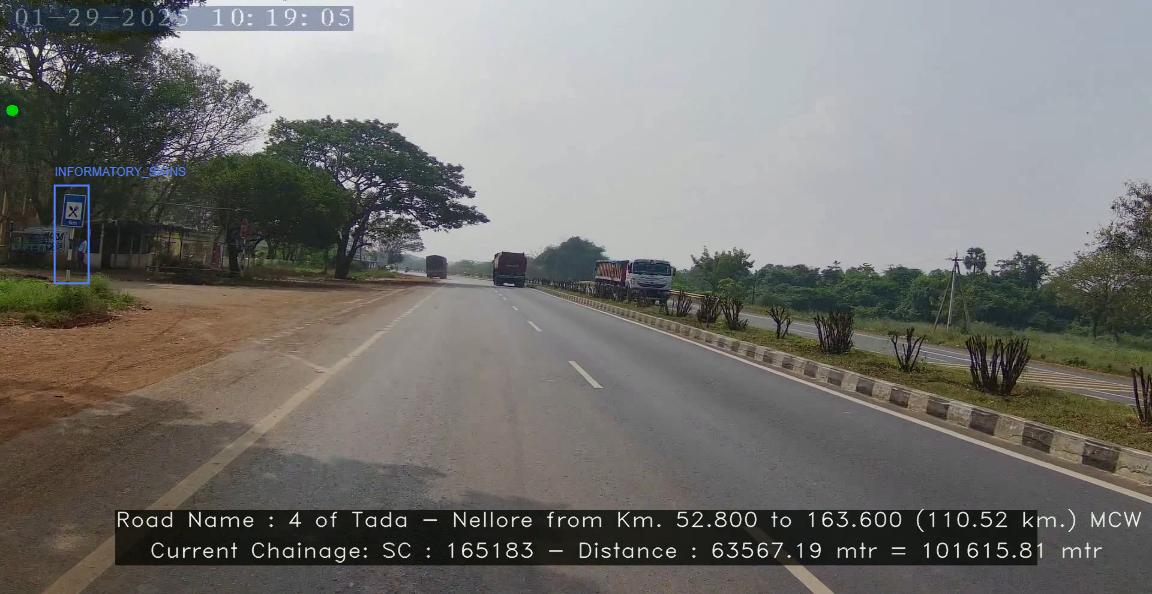 01-29-2025 10:19:05
INFORMATORY_SIGNS
Road Name : 4 of Tada - Nellore from Km. 52.800 to 163.600 (110.52 km.) MCW
Current Chainage: SC : 165183 - Distance : 63567.19 mtr = 101615.81 mtr